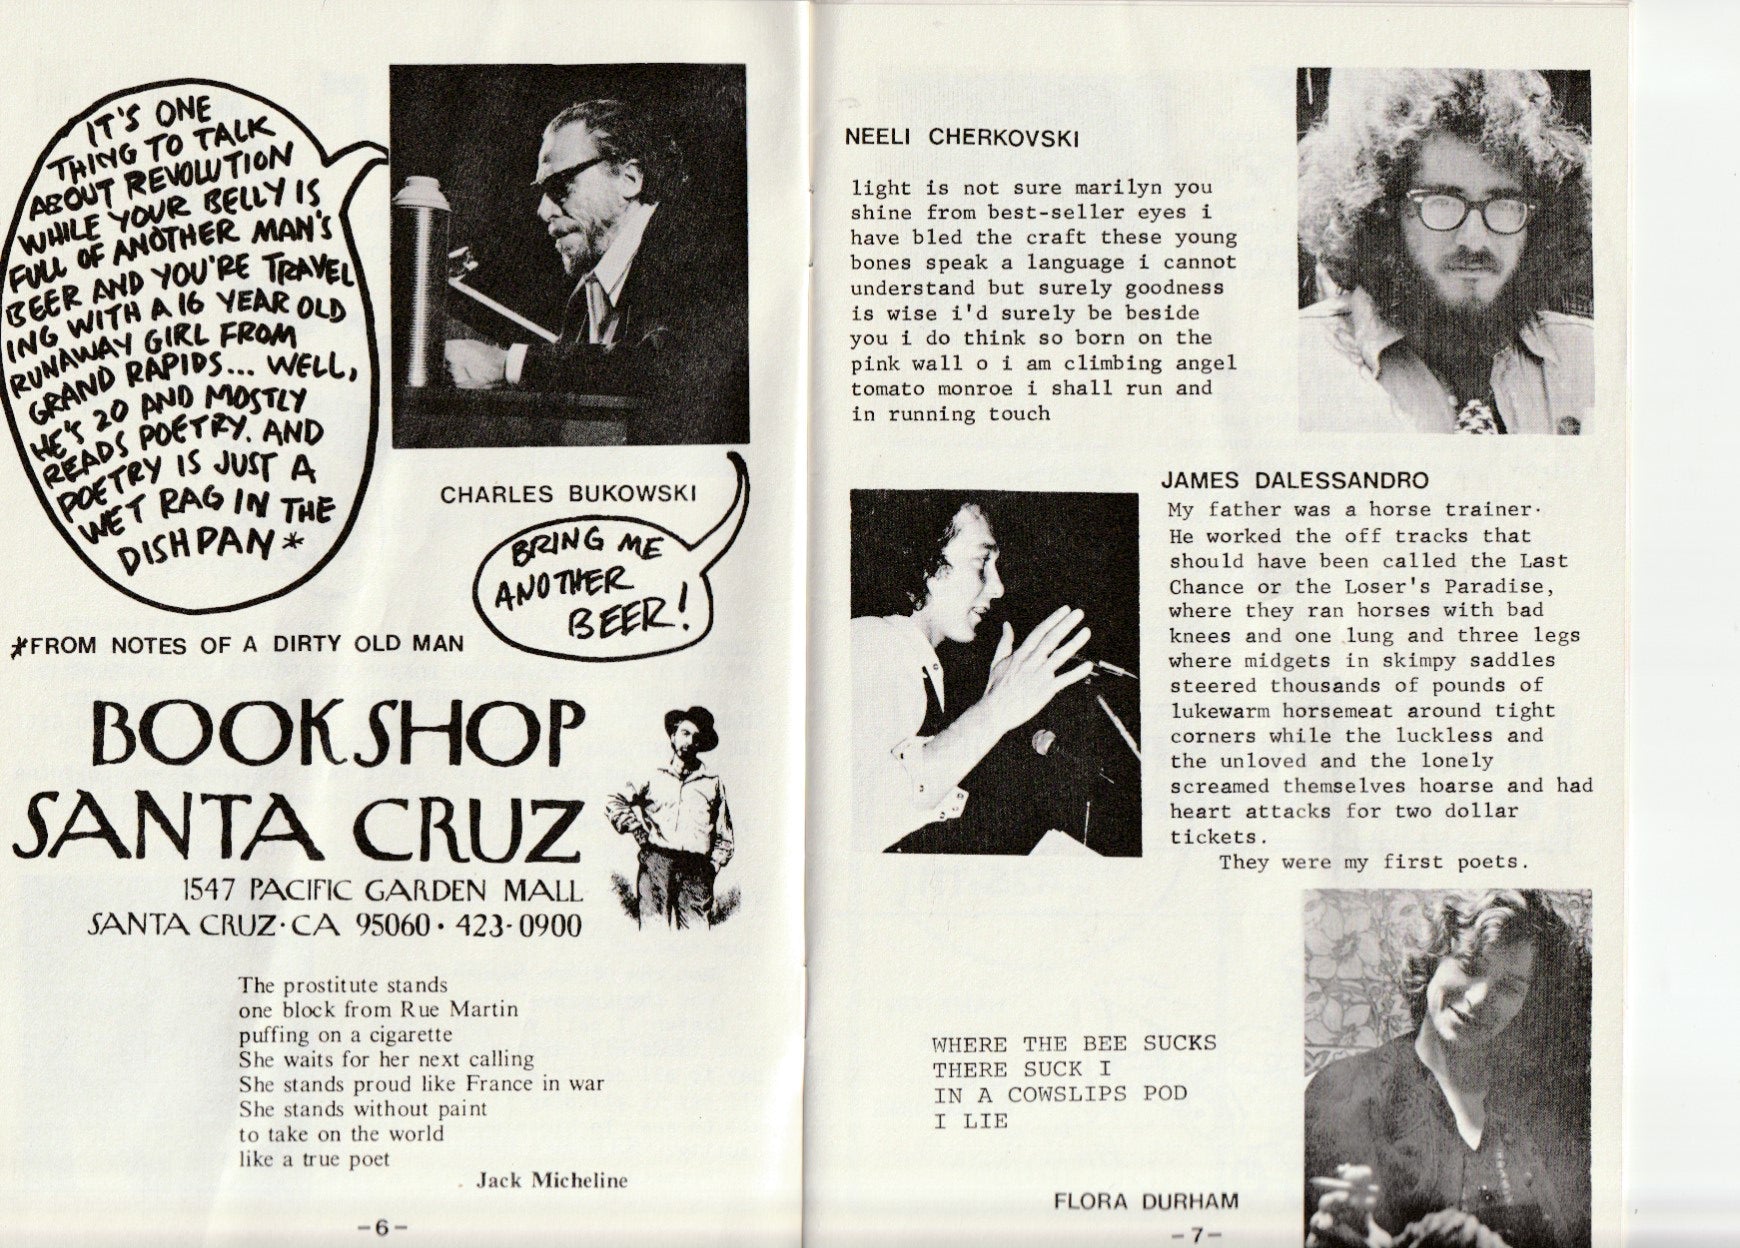 IT'S ONE
THING TO TALK
ABOUT REVOLUTION
WHILE YOUR BELLY IS
FULL OF ANOTHER MAN'S
BEER AND YOU'RE TRAVEL
ING WITH A 16 YEAR OLD
RUNAWAY GIRL FROM
GRAND RAPIDS... WELL,
HE'S 20 AND MOSTLY
READS POETRY. AND
POETRY IS JUST A
WET RAG IN THE
DISHPAN*
CHARLES BUKOWSKI
BRING ME
ANOTHER
BEER!
*FROM NOTES OF A DIRTY OLD MAN
BOOKSHOP
SANTA CRUZ
1547 PACIFIC GARDEN MALL
SANTA CRUZ·CA 95060·423-0900
The prostitute stands
one block from Rue Martin
puffing on a cigarette
She waits for her next calling
She stands proud like France in war
She stands without paint
to take on the world
like a true poet
Jack Micheline
-6-
NEELI CHERKOVSKI
light is not sure marilyn you
shine from best-seller eyes i
have bled the craft these young
bones speak a language i cannot
understand but surely goodness
is wise i'd surely be beside
you i do think so born on the
pink wall o i am climbing angel
tomato monroe i shall run and
in running touch
JAMES DALESSANDRO
My father was a horse trainer.
He worked the off tracks that
should have been called the Last
Chance or the Loser's Paradise,
where they ran horses with bad
knees and one lung and three legs
where midgets in skimpy saddles
steered thousands of pounds of
lukewarm horsemeat around tight
corners while the luckless and
the unloved and the lonely
screamed themselves hoarse and had
heart attacks for two dollar
tickets.
They were my first poets.
WHERE THE BEE SUCKS
THERE SUCK I
IN A COWSLIPS POD
I LIE
FLORA DURHAM
-7-